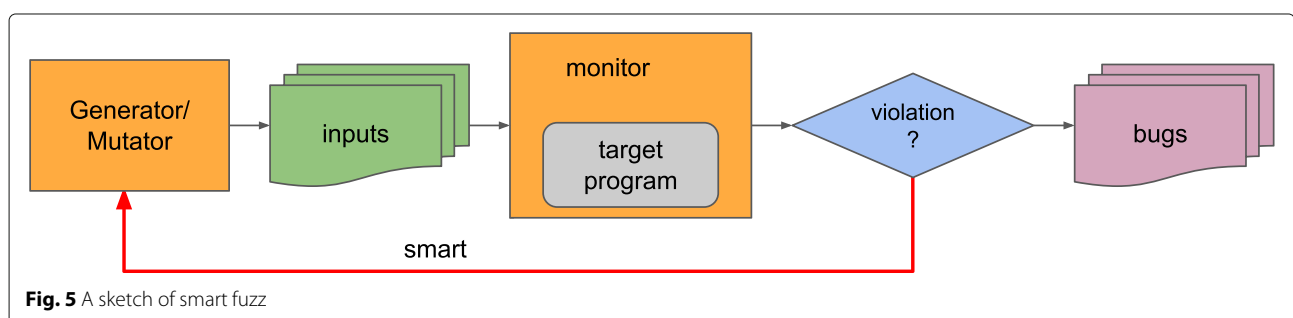 Generator/
Mutator
inputs
monitor
target
program
violation
?
bugs
smart
Fig. 5 A sketch of smart fuzz